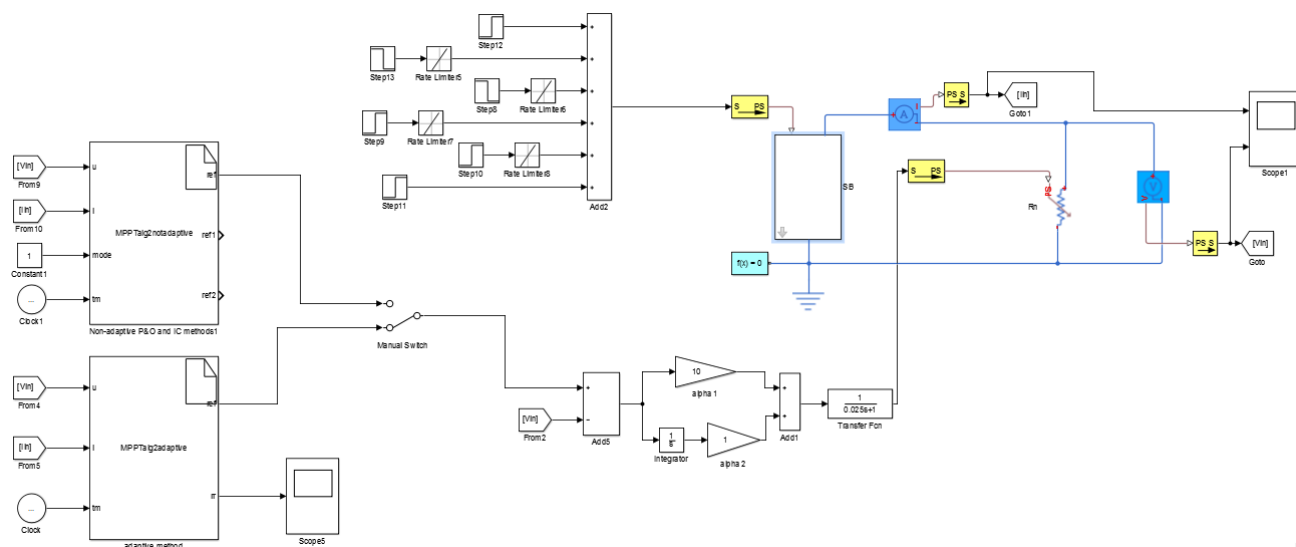 Step12
Step13
Rate Limiter5
Step8
Rate Limiter6
Step9
Rate Limiter7
Step10
Rate Limiter8
Step11
+
+
+
+
+
+
Add2
S PS
SB
f(x) = 0
A
I
PS S
[Iin]
Goto1
S PS
PS
Rn
V
V
PS S
[Vin]
Goto
Scope1
[Vin]
From9
[Iin]
From10
1
Constant1
Clock1
u
I
mode
tm
MPPTalg2notadaptive
ref
ref1
ref2
Non-adaptive P&O and IC methods1
Manual Switch
[Vin]
From4
[Iin]
From5
Clock
u
I
tm
MPPTalg2adaptive
ref
rr
adaptive method
Scope5
[Vin]
From2
+
−
Add5
10
alpha 1
1
s
Integrator
1
alpha 2
+
+
Add1
1
0.025s+1
Transfer Fcn